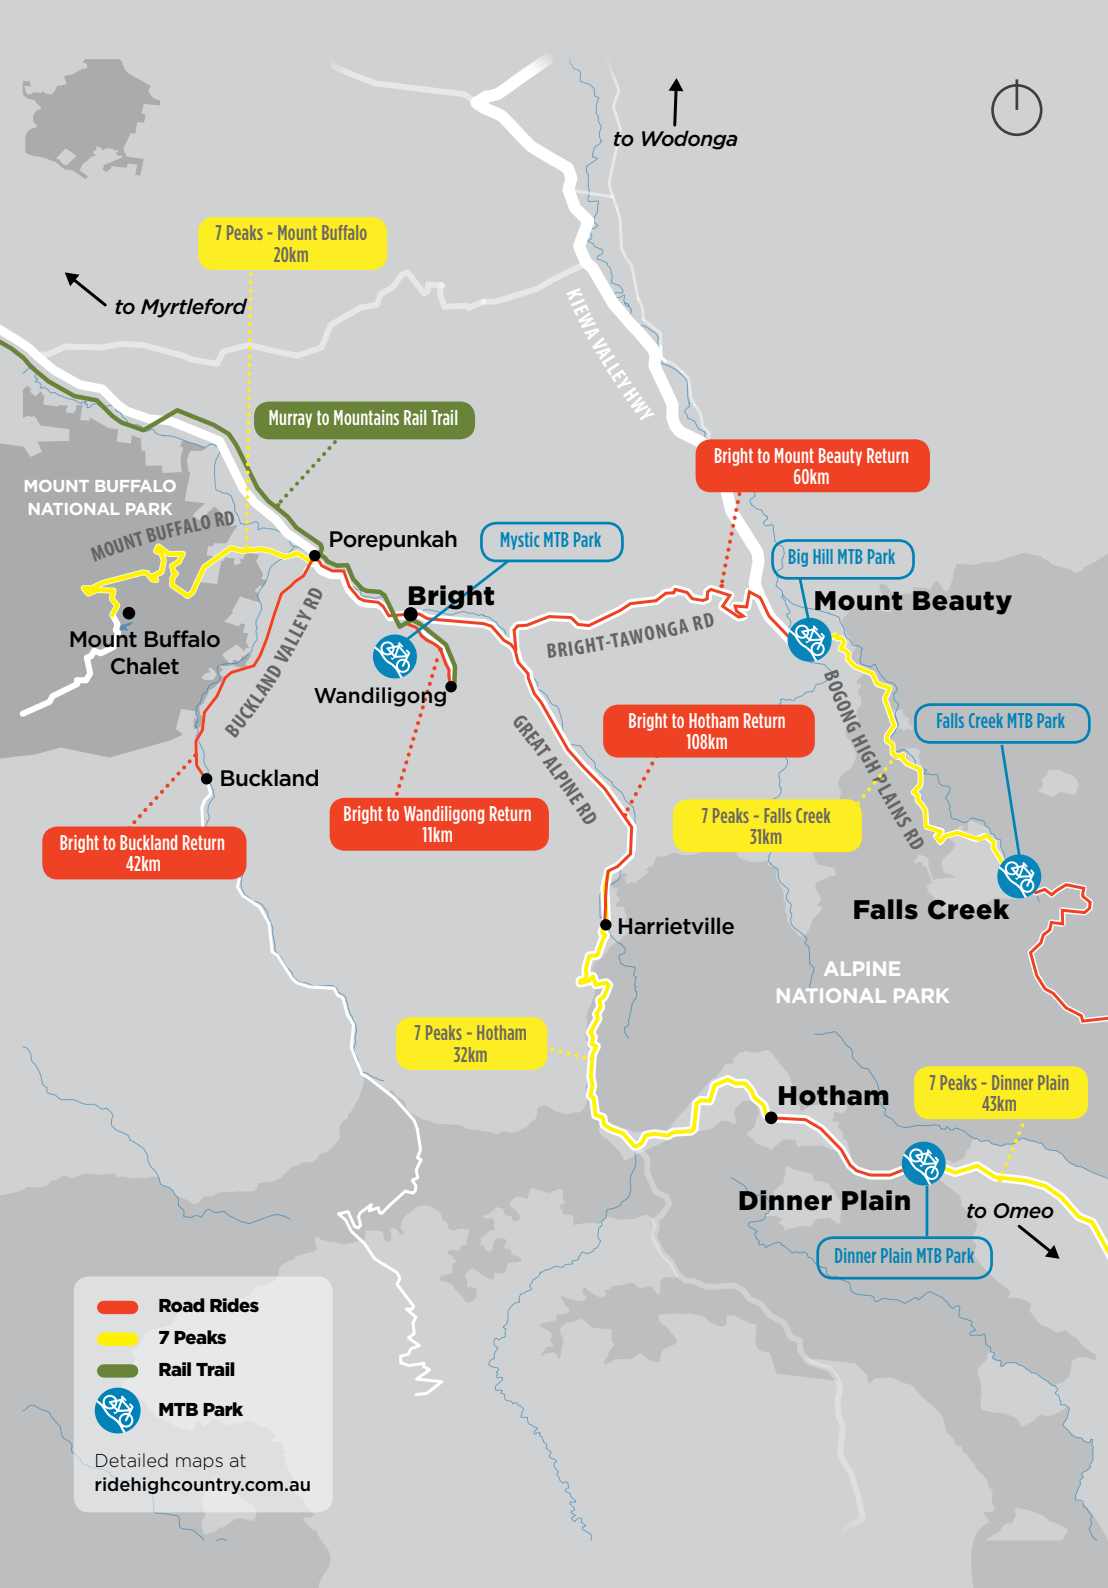 to Wodonga
7 Peaks - Mount Buffalo
20km
to Myrtleford
KIEWA VALLEY HWY
Murray to Mountains Rail Trail
Bright to Mount Beauty Return
60km
MOUNT BUFFALO
NATIONAL PARK
MOUNT BUFFALO RD
Porepunkah
Mystic MTB Park
Big Hill MTB Park
Bright
Mount Beauty
Mount Buffalo
Chalet
BUCKLAND VALLEY RD
BRIGHT-TAWONGA RD
Wandiligong
BOGONG HIGH PLAINS RD
GREAT ALPINE RD
Bright to Hotham Return
108km
Falls Creek MTB Park
Buckland
Bright to Wandiligong Return
11km
7 Peaks - Falls Creek
31km
Bright to Buckland Return
42km
Falls Creek
Harrietville
ALPINE
NATIONAL PARK
7 Peaks - Hotham
32km
Hotham
7 Peaks - Dinner Plain
43km
Dinner Plain
to Omeo
Dinner Plain MTB Park
Road Rides
7 Peaks
Rail Trail
MTB Park
Detailed maps at
ridehighcountry.com.au